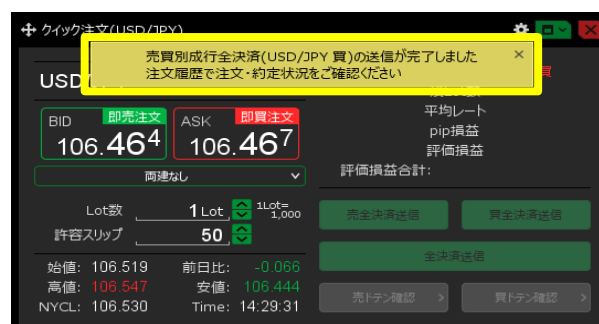 クイック注文(USD/JPY)
売買別成行全決済(USD/JPY 買)の送信が完了しました ×
注文履歴で注文・約定状況をご確認ください
USD
買
BID 即売注文 ASK 即買注文
106.464 106.467
平均レート
pip損益
評価損益
両建なし
評価損益合計:
Lot数 1 Lot 1Lot=
1,000
許容スリップ 50
売全決済送信 買全決済送信
全決済送信
始値: 106.519 前日比: -0.066
高値: 106.547 安値: 106.444
NYCL: 106.530 Time: 14:29:31
売ドテン確認 > 買ドテン確認 >